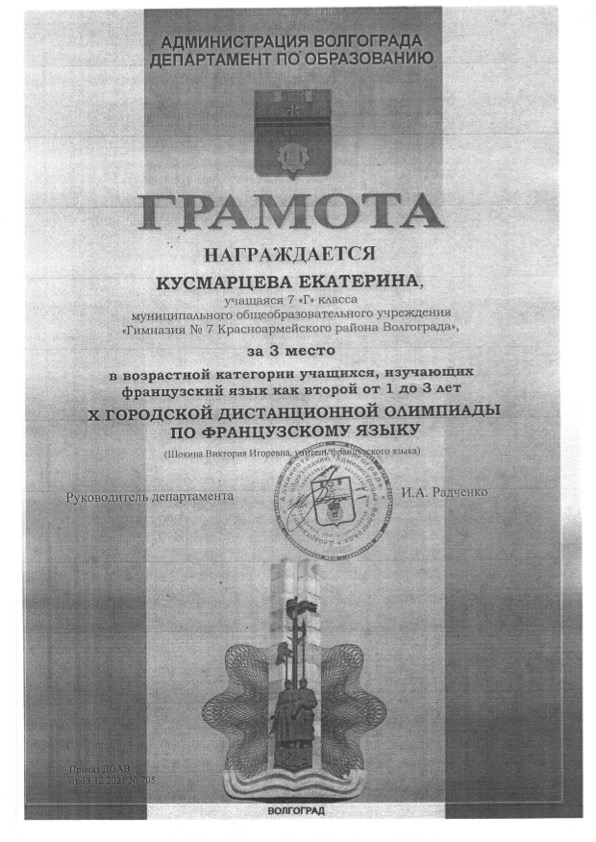 АДМИНИСТРАЦИЯ ВОЛГОГРАДА
ДЕПАРТАМЕНТ ПО ОБРАЗОВАНИЮ
ГРАМОТА
НАГРАЖДАЕТСЯ
КУСМАРЦЕВА ЕКАТЕРИНА,
учащаяся 7 «Г» класса
муниципального общеобразовательного учреждения
«Гимназия № 7 Красноармейского района Волгограда»,
за 3 место
в возрастной категории учащихся, изучающих
французский язык как второй от 1 до 3 лет
X ГОРОДСКОЙ ДИСТАНЦИОННОЙ ОЛИМПИАДЫ
ПО ФРАНЦУЗСКОМУ ЯЗЫКУ
(Шокина Виктория Игоревна, учитель французского языка)
Руководитель департамента
И.А. Радченко
Приказ ДОАВ
от 13.12.2021 № 705
ВОЛГОГРАД